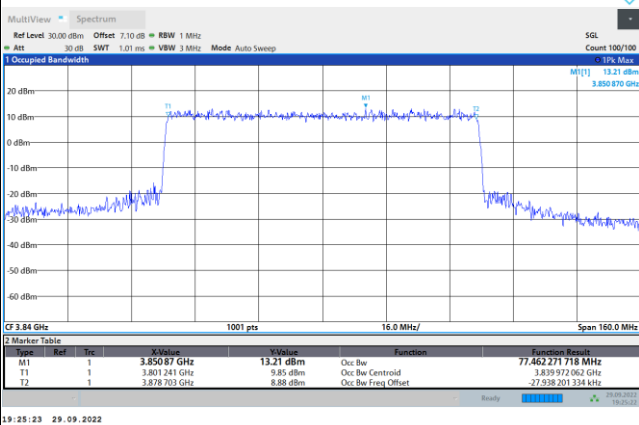 MultiView Spectrum
Ref Level 30.00 dBm Offset 7.10 dB RBW 1 MHz SGL
Att 30 dB SWT 1.01 ms VBW 3 MHz Mode Auto Sweep Count 100/100
1 Occupied Bandwidth 1Pk Max
M1[1] 13.21 dBm
3.850 870 GHz
20 dBm
M1
T1 T2
10 dBm
0 dBm
-10 dBm
-20 dBm
-30 dBm
-40 dBm
-50 dBm
-60 dBm
CF 3.84 GHz 1001 pts 16.0 MHz/ Span 160.0 MHz
2 Marker Table
Type Ref Trc X-Value Y-Value Function Function Result
M1 1 3.850 87 GHz 13.21 dBm Occ Bw 77.462 271 718 MHz
T1 1 3.801 241 GHz 9.85 dBm Occ Bw Centroid 3.839 972 062 GHz
T2 1 3.878 703 GHz 8.88 dBm Occ Bw Freq Offset -27.938 201 334 kHz
Ready 29.09.2022
19:25:22
19:25:23 29.09.2022